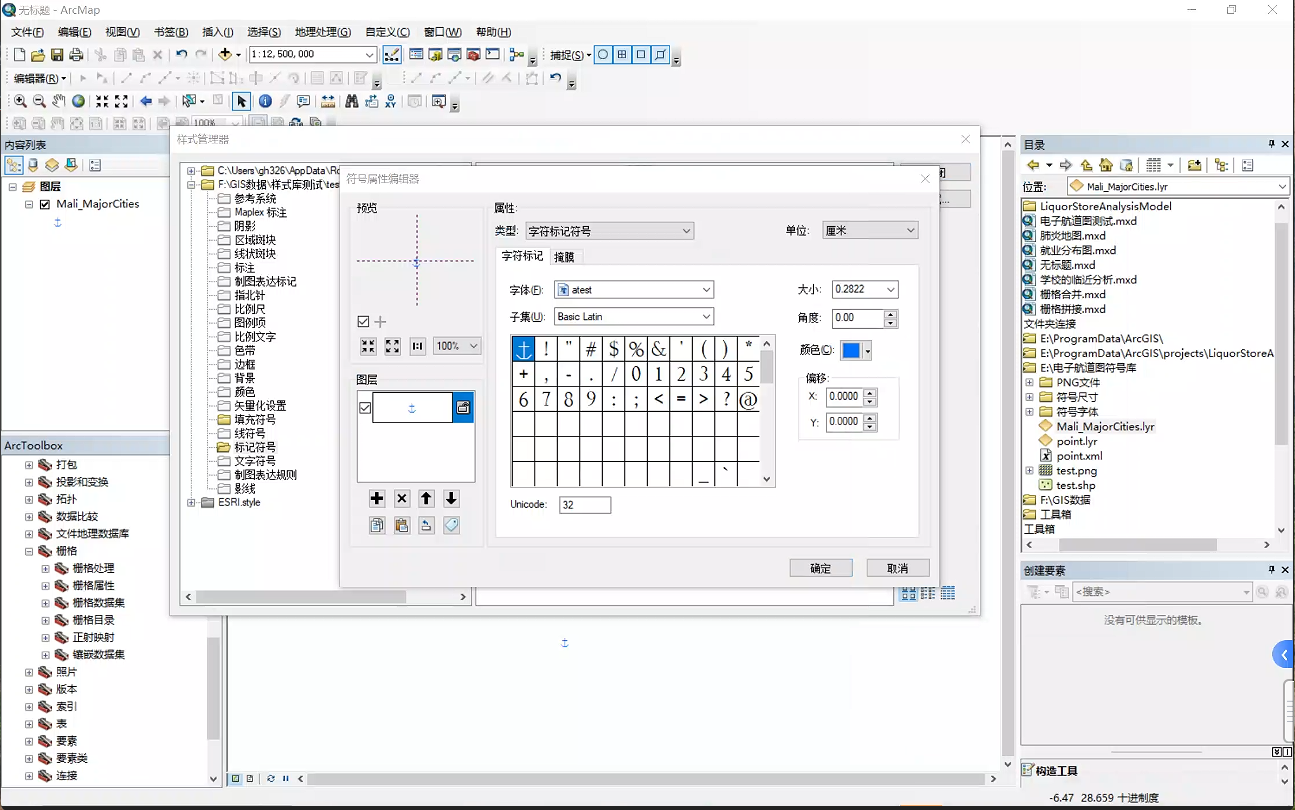 无标题 - ArcMap
文件(F) 编辑(E) 视图(V) 书签(B) 插入(I) 选择(S) 地理处理(G) 自定义(C) 窗口(W) 帮助(H)
1:12,500,000
捕捉(S)
编辑器(R)
100%
内容列表
图层
Mali_MajorCities
ArcToolbox
打包
投影和变换
拓扑
数据比较
文件地理数据库
栅格
栅格处理
栅格属性
栅格数据集
栅格目录
正射映射
镶嵌数据集
照片
版本
索引
表
要素
要素类
连接
样式管理器
C:\Users\gh326\AppData\Ro
F:\GIS数据\样式库测试\tes
参考系统
Maplex 标注
阴影
区域斑块
线状斑块
标注
制图表达标记
指北针
比例尺
图例项
比例文字
色带
边框
背景
颜色
矢量化设置
填充符号
线符号
标记符号
文字符号
制图表达规则
影线
ESRI.style
符号属性编辑器
预览
100%
图层
属性:
类型: 字符标记符号
单位: 厘米
字符标记 掩膜
字体(F): atest
子集(U): Basic Latin
! " # $ % & ' ( ) *
+ , - . / 0 1 2 3 4 5
6 7 8 9 : ; < = > ? @
_ `
Unicode: 32
大小: 0.2822
角度: 0.00
颜色(C):
偏移:
X: 0.0000
Y: 0.0000
确定 取消
目录
位置: Mali_MajorCities.lyr
LiquorStoreAnalysisModel
电子航道图测试.mxd
肺炎地图.mxd
就业分布图.mxd
无标题.mxd
学校的临近分析.mxd
栅格合并.mxd
栅格拼接.mxd
文件夹连接
E:\ProgramData\ArcGIS\
E:\ProgramData\ArcGIS\projects\LiquorStoreA
E:\电子航道图符号库
PNG文件
符号尺寸
符号字体
Mali_MajorCities.lyr
point.lyr
point.xml
test.png
test.shp
F:\GIS数据
工具箱
工具箱
创建要素
<搜索>
没有可供显示的模板。
构造工具
-6.47 28.659 十进制度